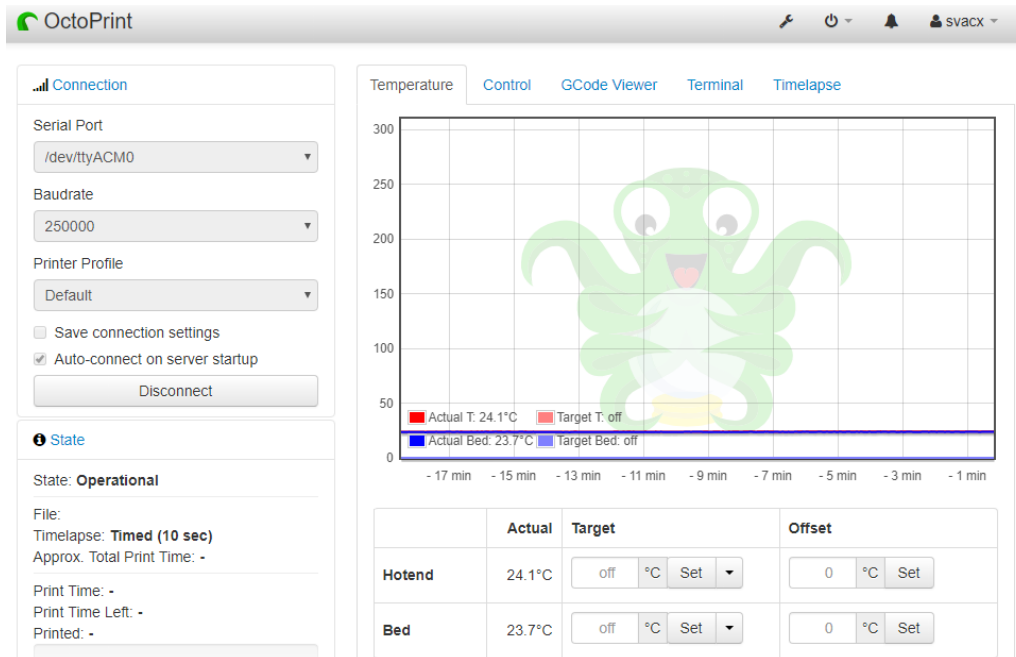 OctoPrint
svacx
Connection
Serial Port
/dev/ttyACM0
Baudrate
250000
Printer Profile
Default
Save connection settings
Auto-connect on server startup
Disconnect
State
State: Operational
File:
Timelapse: Timed (10 sec)
Approx. Total Print Time: -
Print Time: -
Print Time Left: -
Printed: -
Temperature Control GCode Viewer Terminal Timelapse
300
250
200
150
100
50
0
Actual T: 24.1°C Target T: off
Actual Bed: 23.7°C Target Bed: off
- 17 min - 15 min - 13 min - 11 min - 9 min - 7 min - 5 min - 3 min - 1 min
Actual Target Offset
Hotend 24.1°C off °C Set 0 °C Set
Bed 23.7°C off °C Set 0 °C Set